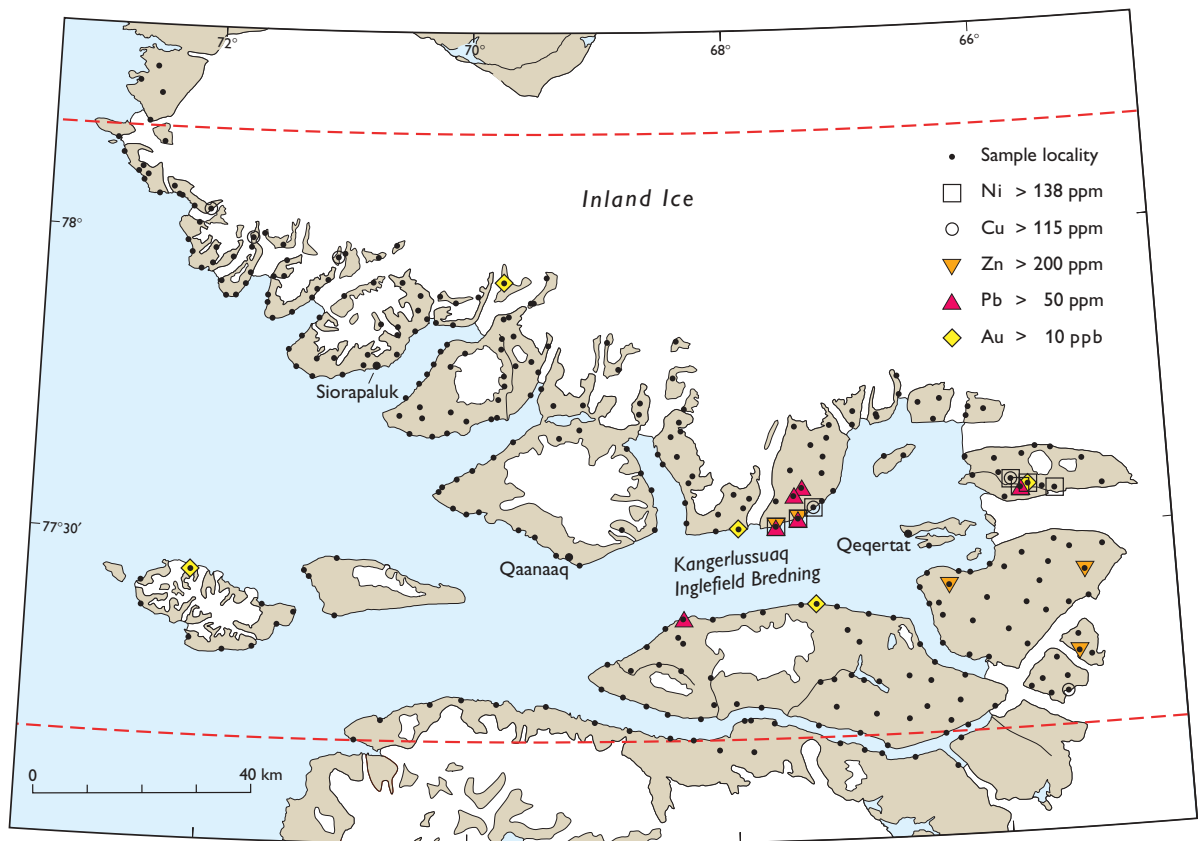 72°
70°
68°
66°
Sample locality
Ni > 138 ppm
Cu > 115 ppm
Zn > 200 ppm
Pb > 50 ppm
Au > 10 ppb
Inland Ice
78°
Siorapaluk
77°30′
Qaanaaq
Kangerlussuaq
Inglefield Bredning
Qeqertat
0 40 km